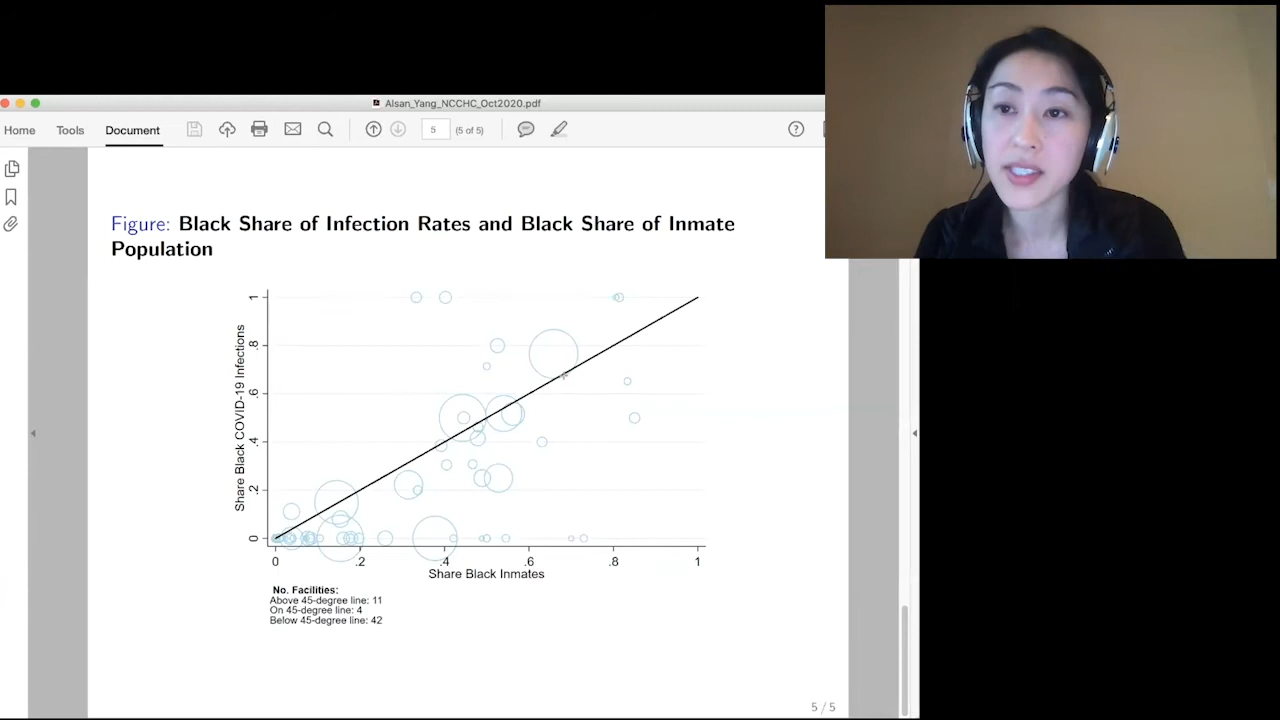 Alsan_Yang_NCCHC_Oct2020.pdf
Home Tools Document 5 (5 of 5)
Figure: Black Share of Infection Rates and Black Share of Inmate
Population
Share Black COVID-19 Infections
1
.8
.6
.4
.2
0
0 .2 .4 .6 .8 1
Share Black Inmates
No. Facilities:
Above 45-degree line: 11
On 45-degree line: 4
Below 45-degree line: 42
5 / 5